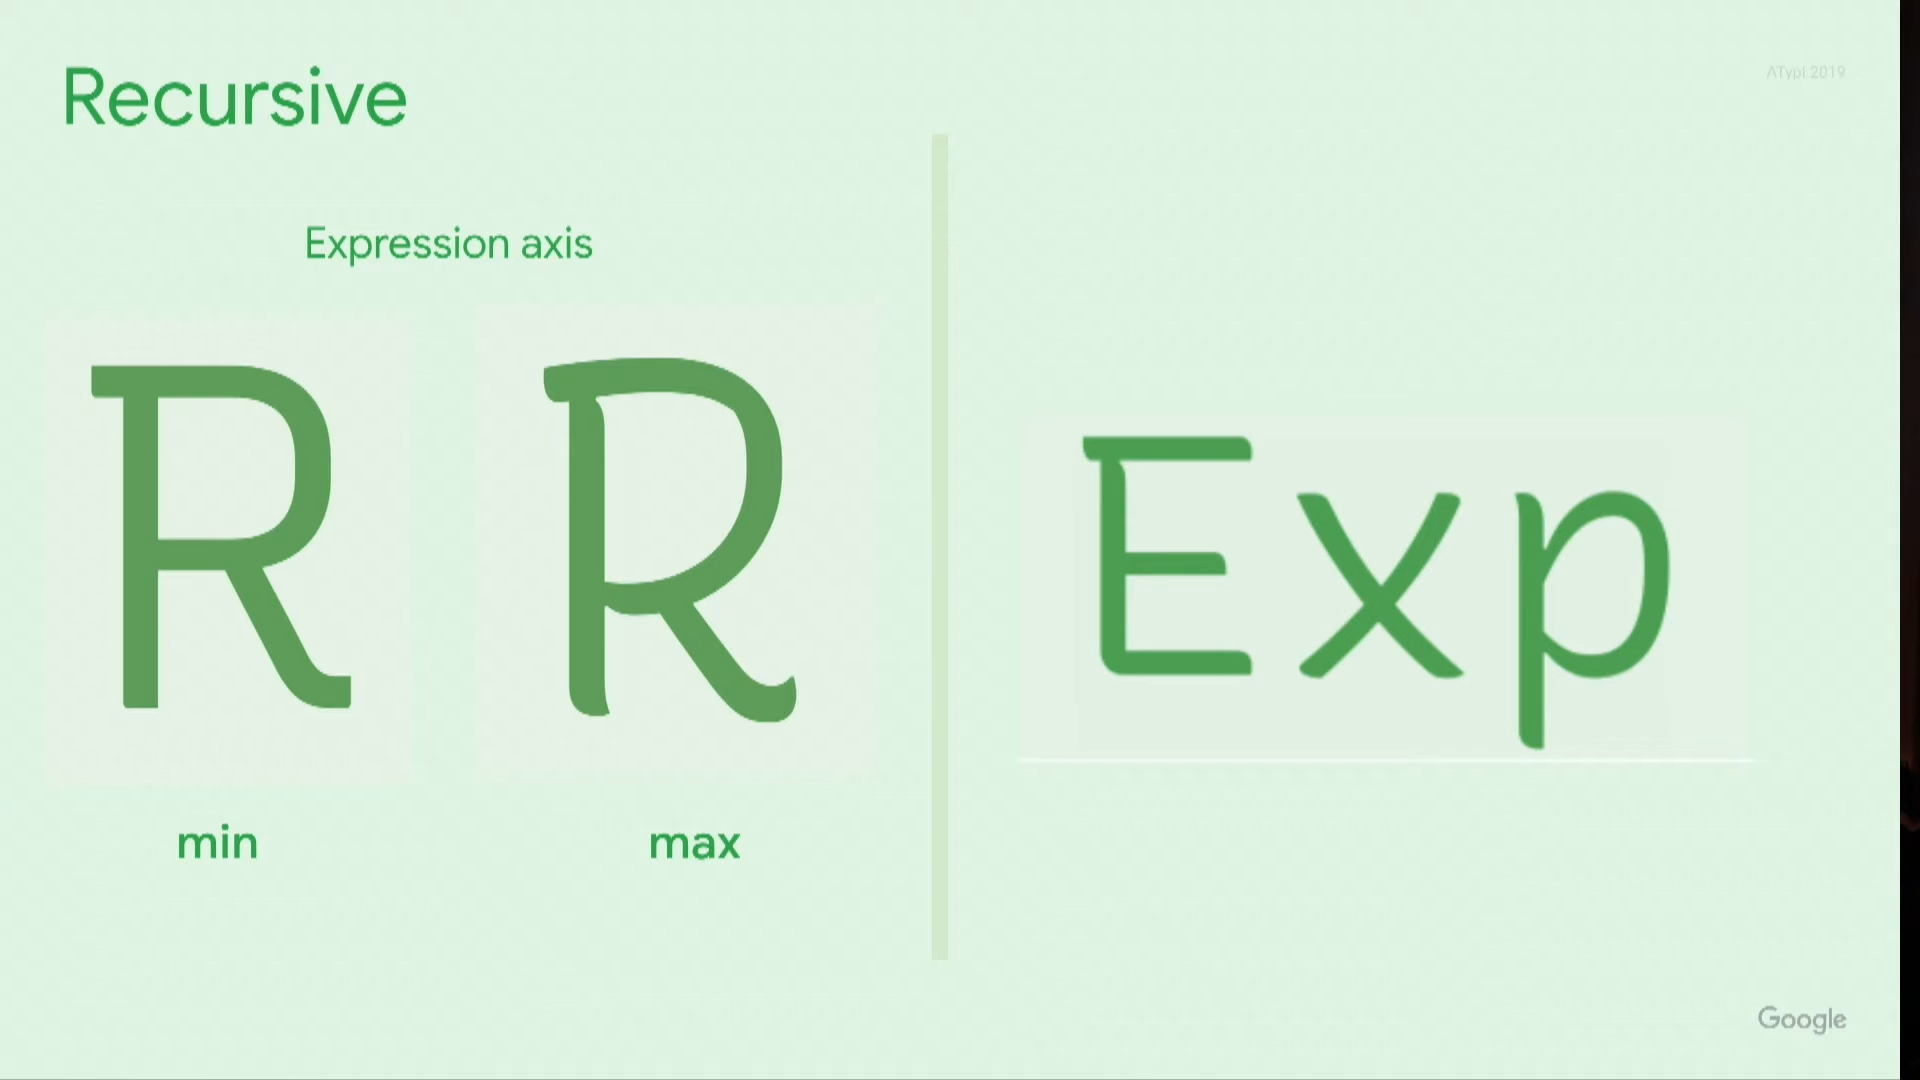 Recursive
ATypI 2019
Expression axis
R R
Exp
min max
Google